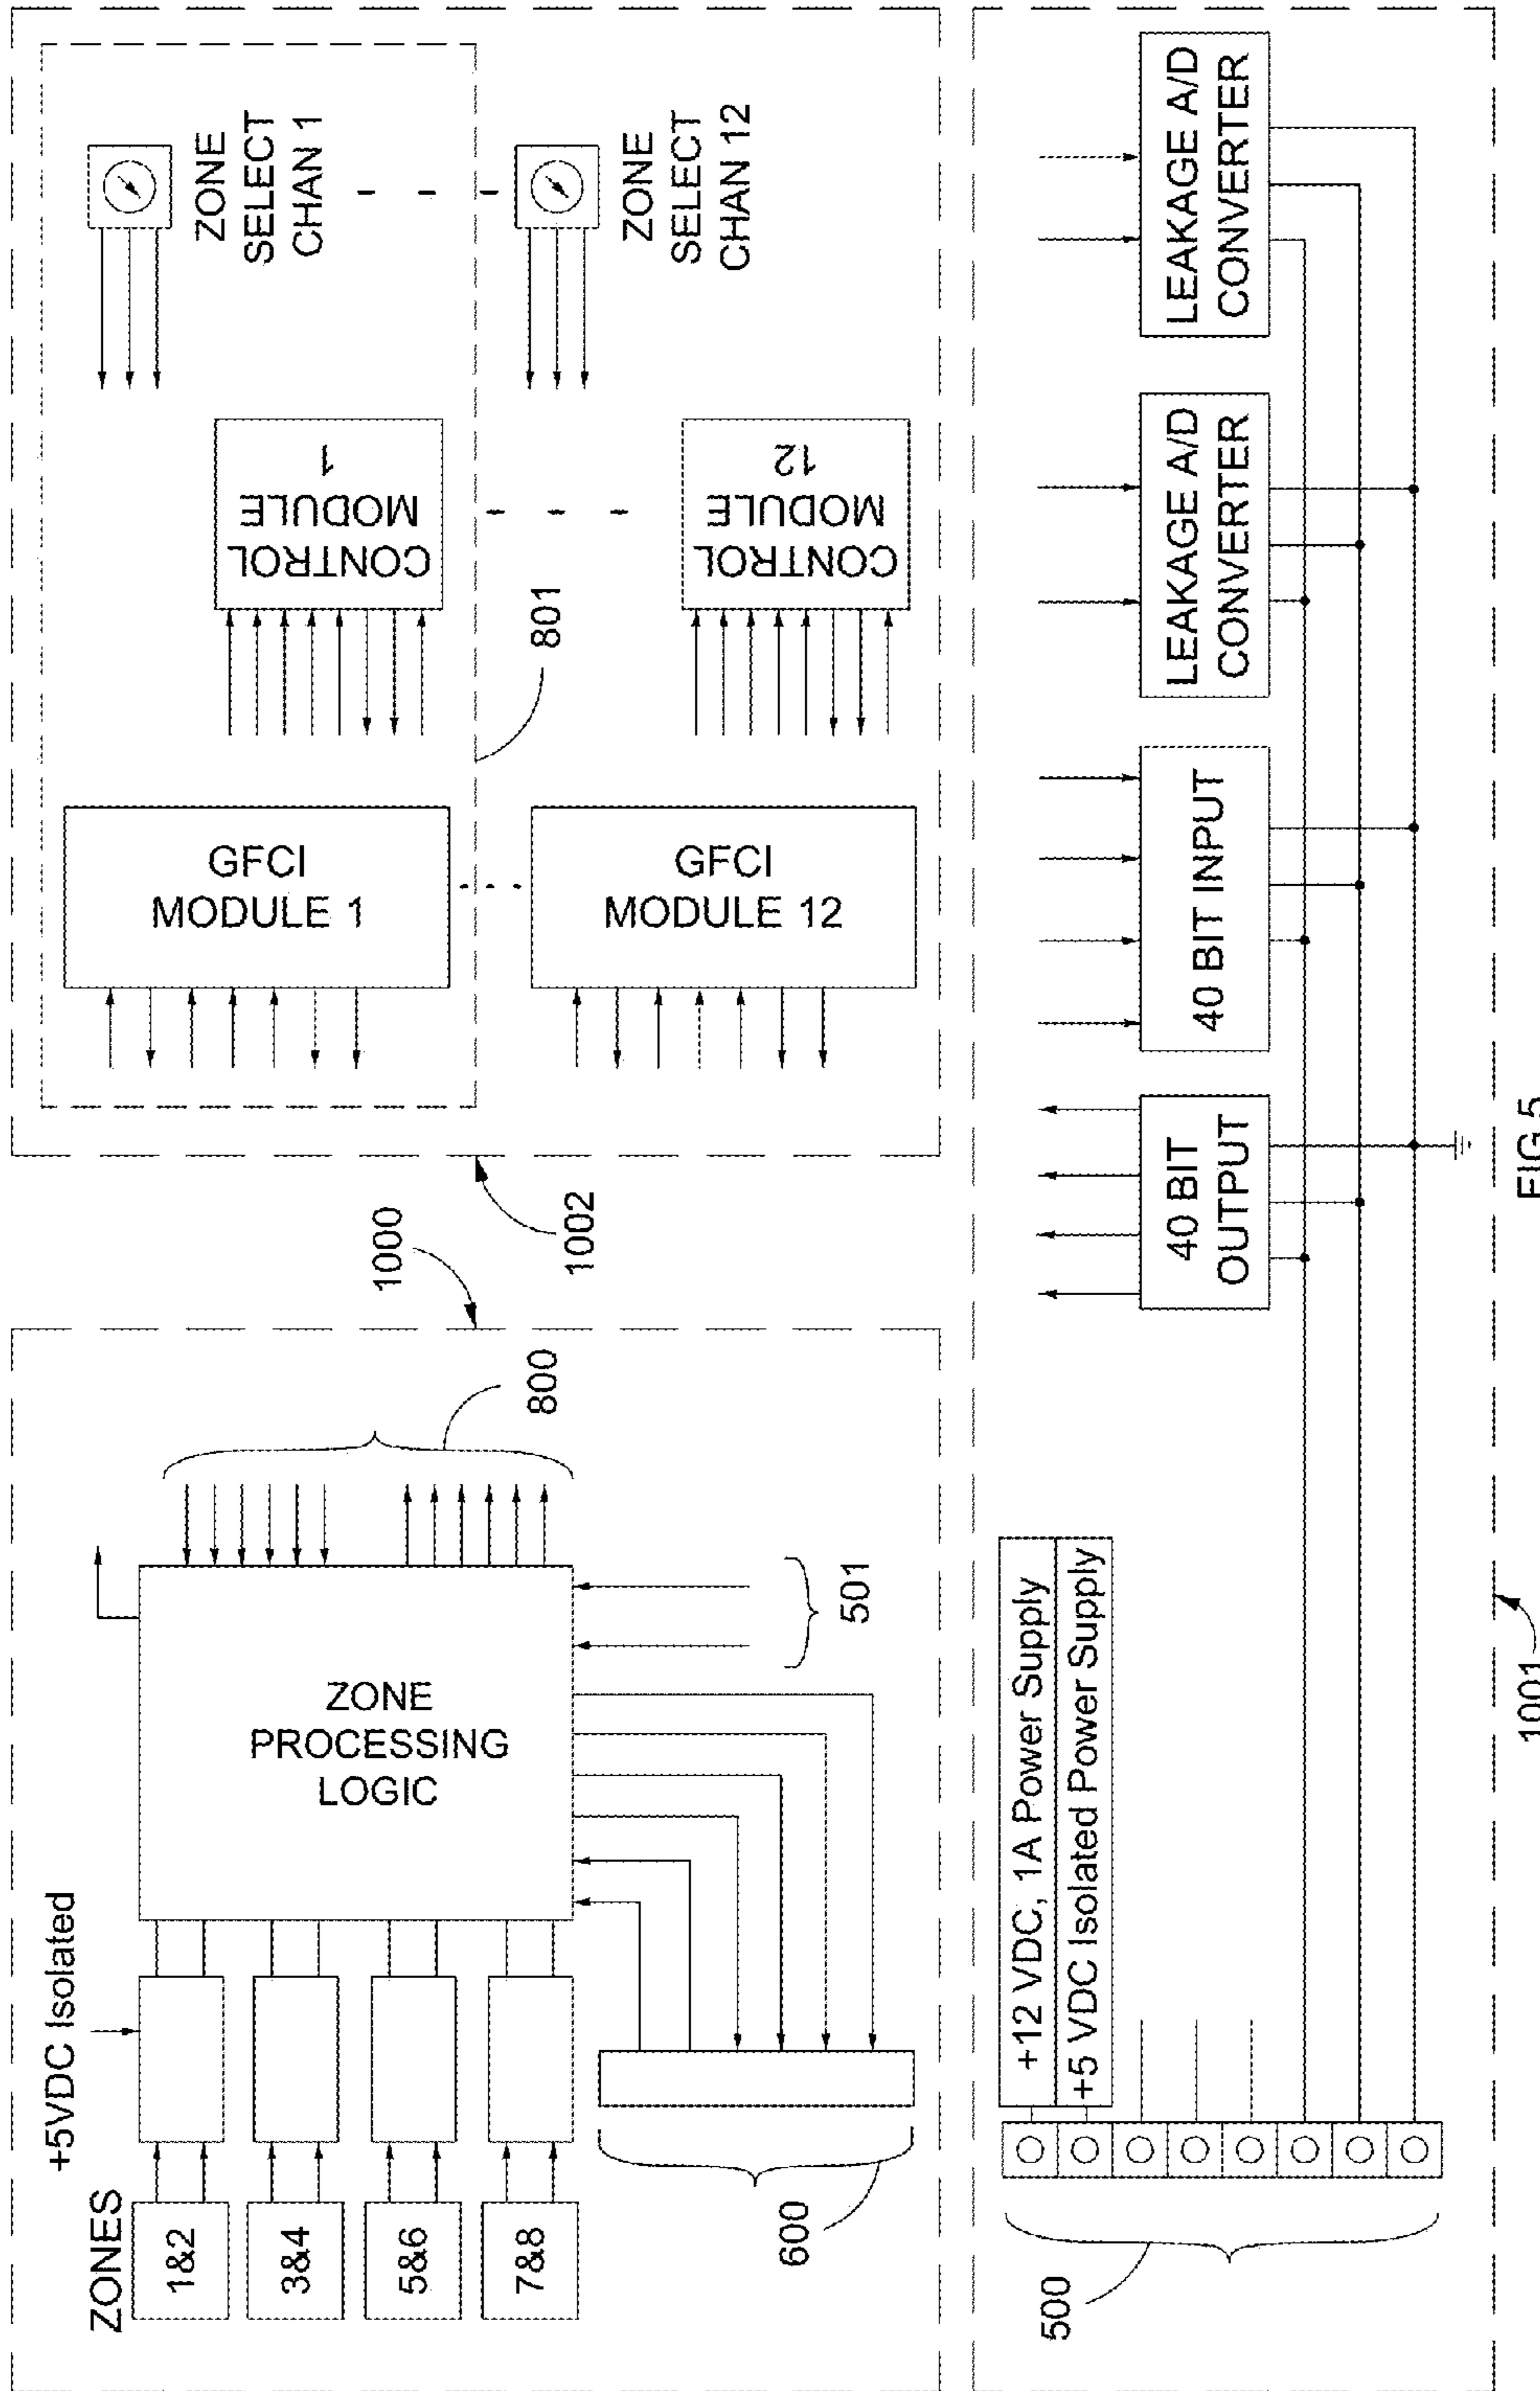 +5VDC Isolated
ZONES
1&2
3&4
5&6
7&8
ZONE
PROCESSING
LOGIC
800
501
600
1000
1002
GFCI
MODULE 1
GFCI
MODULE 12
801
CONTROL
MODULE
1
CONTROL
MODULE
12
ZONE
SELECT
CHAN 1
ZONE
SELECT
CHAN 12
500
+12 VDC, 1A Power Supply
+5 VDC Isolated Power Supply
40 BIT
OUTPUT
40 BIT INPUT
LEAKAGE A/D
CONVERTER
LEAKAGE A/D
CONVERTER
1001
FIG.5